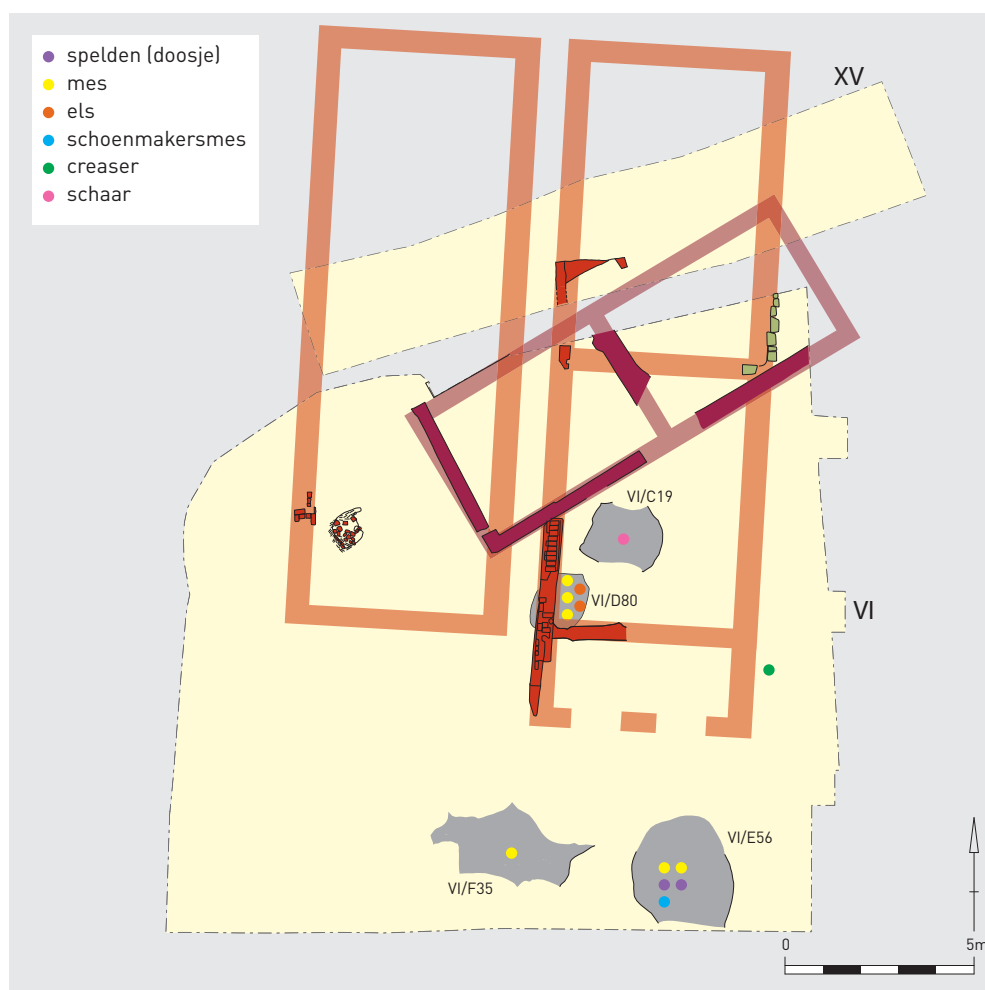 spelden (doosje)
mes
els
schoenmakersmes
creaser
schaar
XV
VI/C19
VI/D80
VI
VI/E56
VI/F35
0 5m